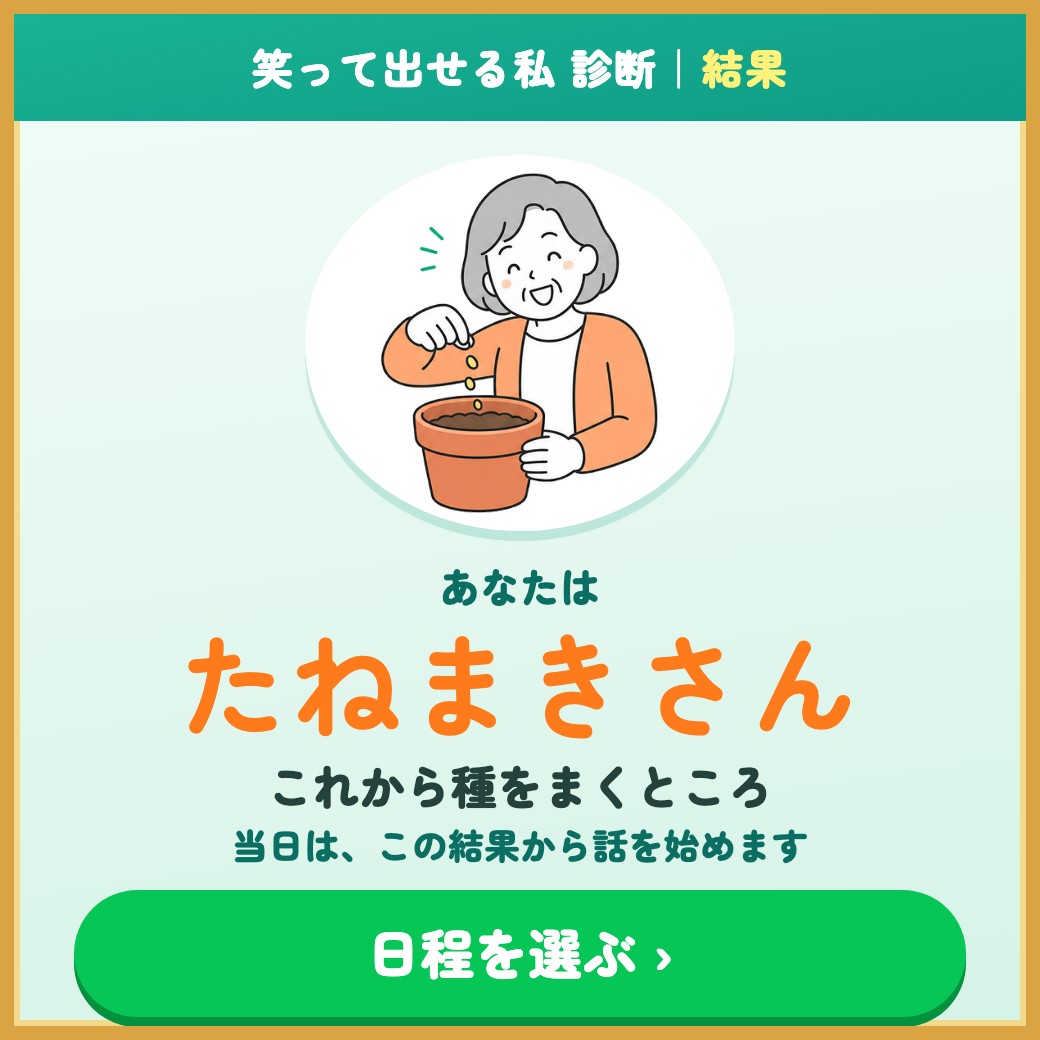 笑って出せる私 診断｜結果
あなたは
たねまきさん
これから種をまくところ
当日は、この結果から話を始めます
日程を選ぶ ›